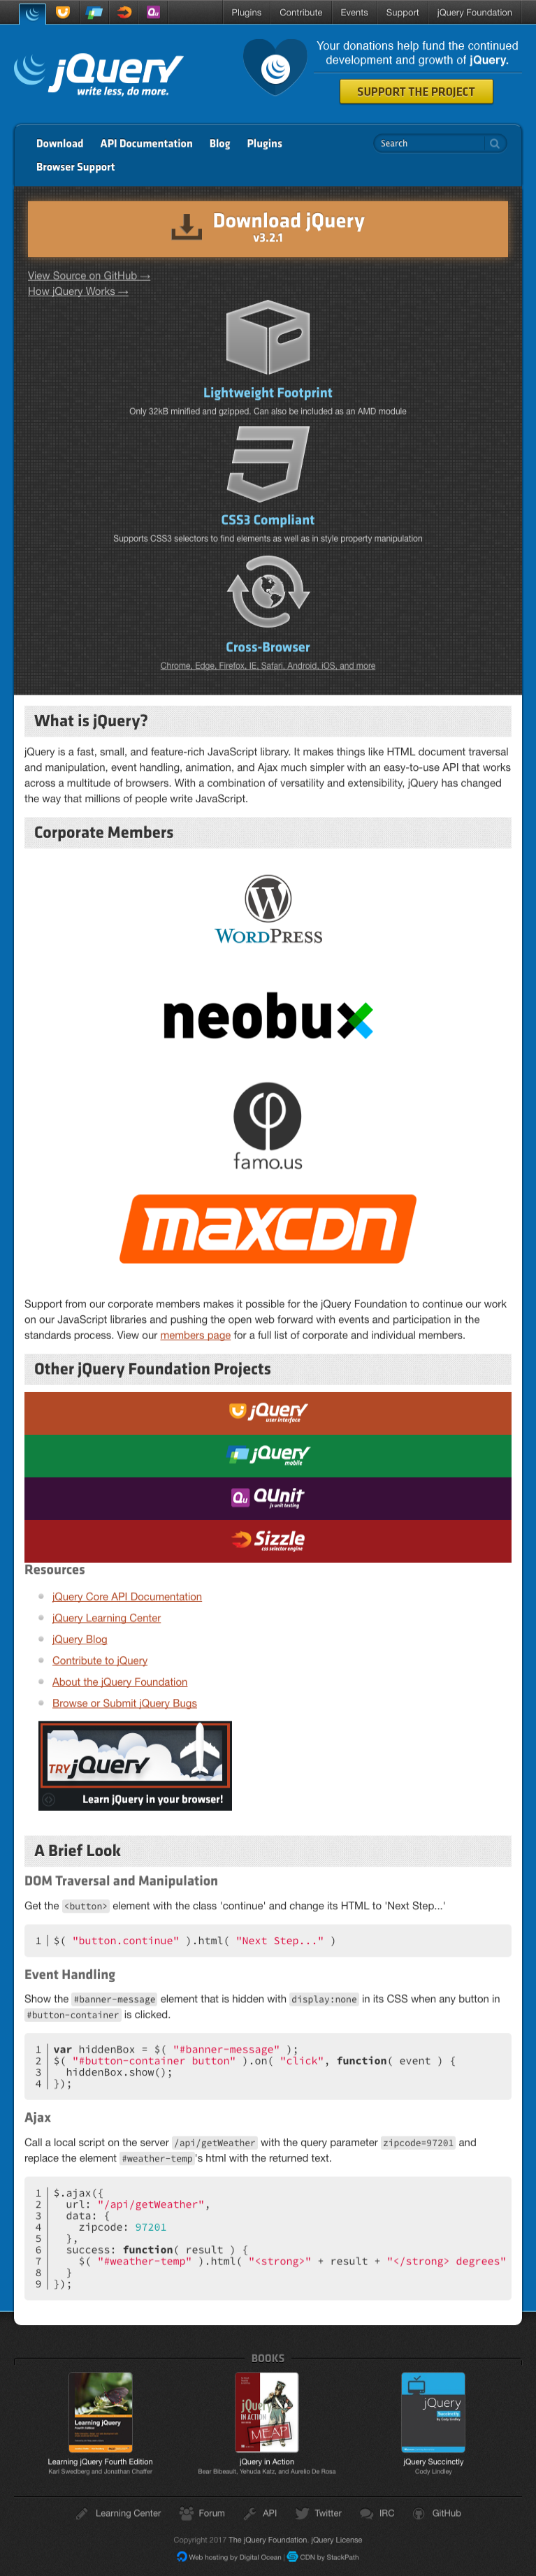 Plugins Contribute Events Support jQuery Foundation
jQuery
write less, do more.
Your donations help fund the continued
development and growth of jQuery.
SUPPORT THE PROJECT
Download API Documentation Blog Plugins
Search
Browser Support
Download jQuery
v3.2.1
View Source on GitHub →
How jQuery Works →
Lightweight Footprint
Only 32kB minified and gzipped. Can also be included as an AMD module
CSS3 Compliant
Supports CSS3 selectors to find elements as well as in style property manipulation
Cross-Browser
Chrome, Edge, Firefox, IE, Safari, Android, iOS, and more
What is jQuery?
jQuery is a fast, small, and feature-rich JavaScript library. It makes things like HTML document traversal
and manipulation, event handling, animation, and Ajax much simpler with an easy-to-use API that works
across a multitude of browsers. With a combination of versatility and extensibility, jQuery has changed
the way that millions of people write JavaScript.
Corporate Members
WORDPRESS
neobux
famo.us
maxcdn
Support from our corporate members makes it possible for the jQuery Foundation to continue our work
on our JavaScript libraries and pushing the open web forward with events and participation in the
standards process. View our members page for a full list of corporate and individual members.
Other jQuery Foundation Projects
jQuery
user interface
jQuery
mobile
Qu QUnit
js unit testing
Sizzle
css selector engine
Resources
jQuery Core API Documentation
jQuery Learning Center
jQuery Blog
Contribute to jQuery
About the jQuery Foundation
Browse or Submit jQuery Bugs
TRY jQuery
Learn jQuery in your browser!
A Brief Look
DOM Traversal and Manipulation
Get the <button> element with the class 'continue' and change its HTML to 'Next Step...'
1 $( "button.continue" ).html( "Next Step..." )
Event Handling
Show the #banner-message element that is hidden with display:none in its CSS when any button in
#button-container is clicked.
1 var hiddenBox = $( "#banner-message" );
2 $( "#button-container button" ).on( "click", function( event ) {
3   hiddenBox.show();
4 });
Ajax
Call a local script on the server /api/getWeather with the query parameter zipcode=97201 and
replace the element #weather-temp's html with the returned text.
1 $.ajax({
2   url: "/api/getWeather",
3   data: {
4     zipcode: 97201
5   },
6   success: function( result ) {
7     $( "#weather-temp" ).html( "<strong>" + result + "</strong> degrees"
8   }
9 });
BOOKS
Learning jQuery
jQuery
IN ACTION
MEAP
jQuery
Succinctly
Learning jQuery Fourth Edition
Karl Swedberg and Jonathan Chaffer
jQuery in Action
Bear Bibeault, Yehuda Katz, and Aurelio De Rosa
jQuery Succinctly
Cody Lindley
Learning Center Forum API Twitter IRC GitHub
Copyright 2017 The jQuery Foundation. jQuery License
Web hosting by Digital Ocean | CDN by StackPath